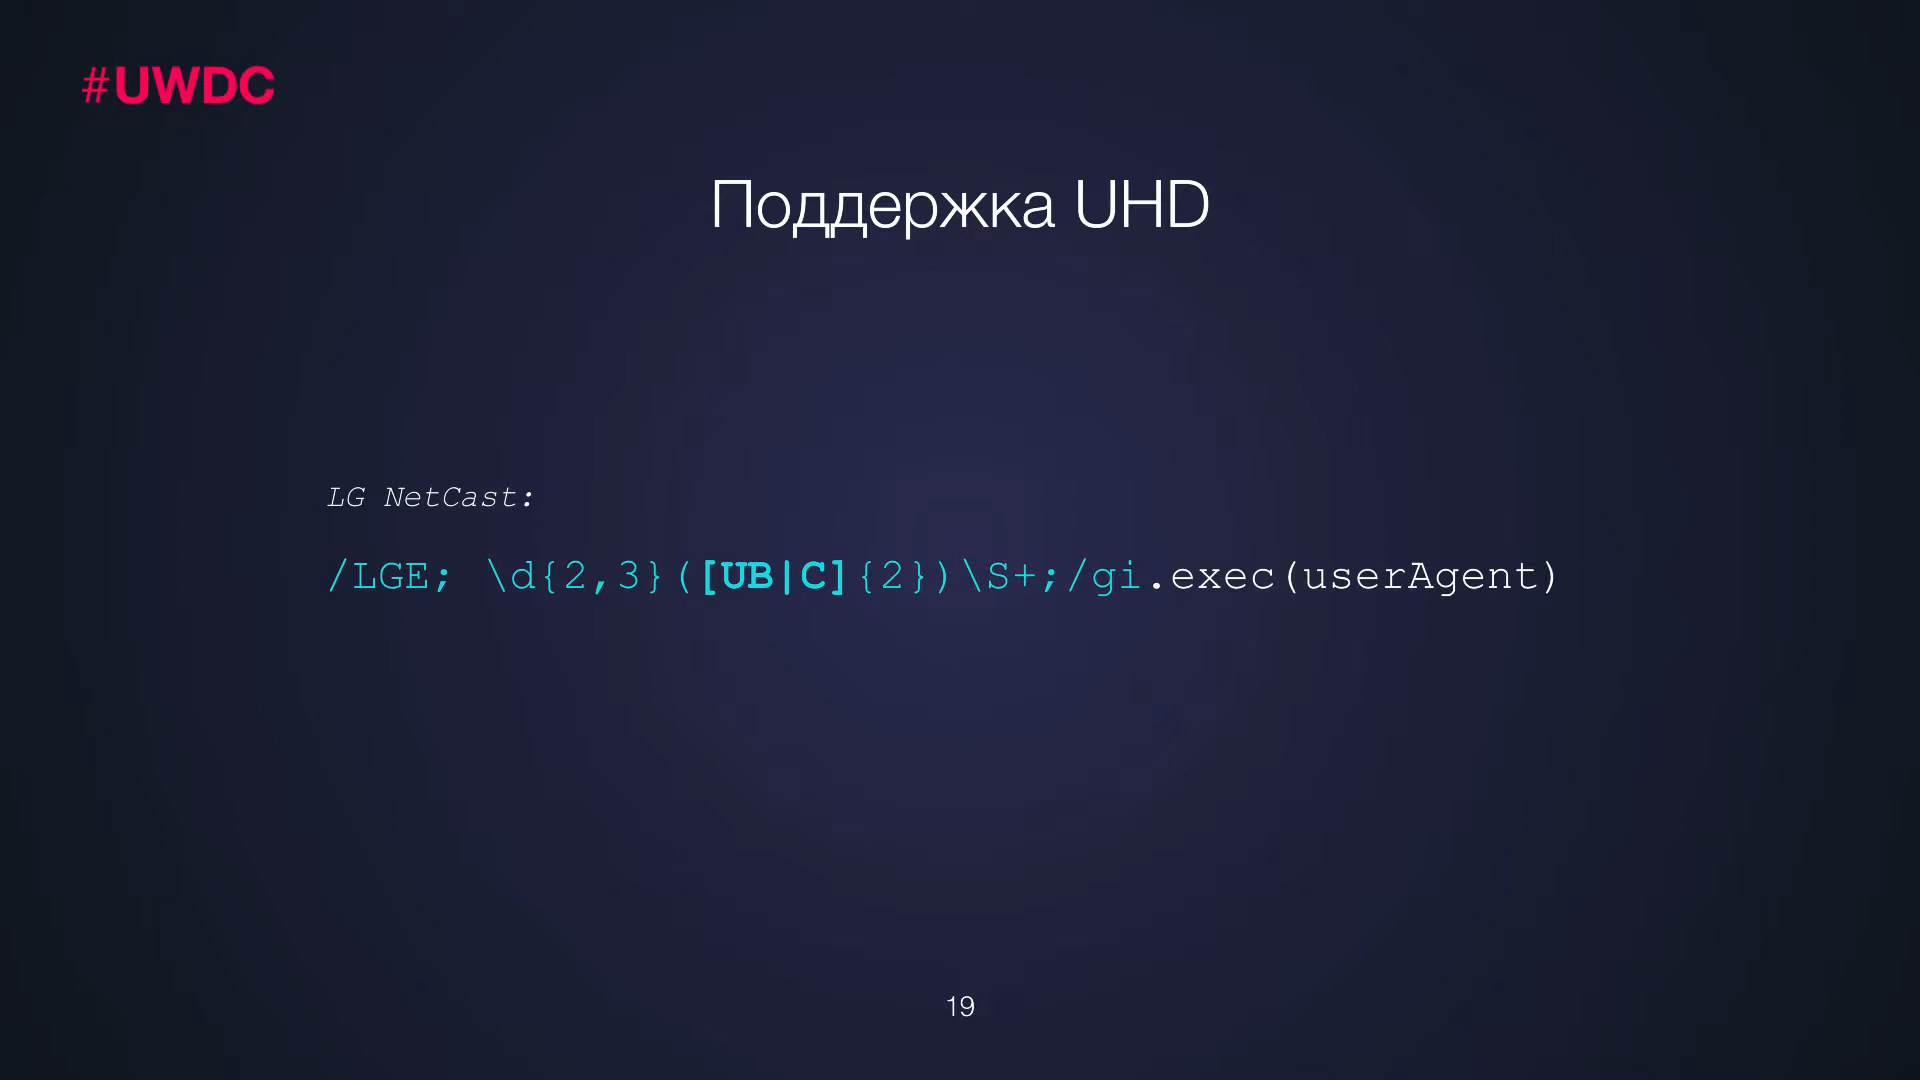 #UWDC
Поддержка UHD
LG NetCast:
/LGE; \d{2,3}([UB|C]{2})\S+;/gi.exec(userAgent)
19